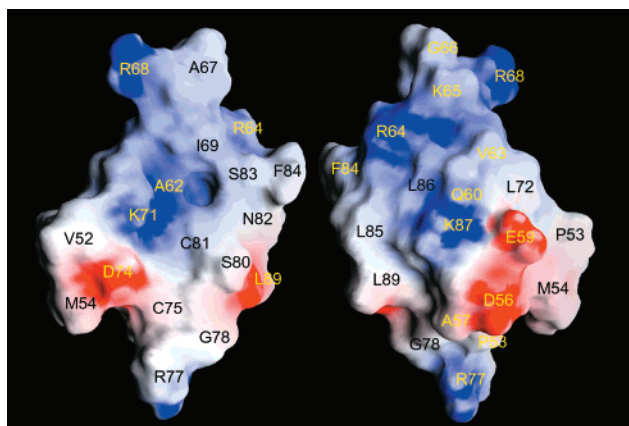 R68
A67
R64
I69
S83
F84
A62
K71
N82
V52
C81
S80
D74
L89
M54
C75
G78
R77
G66
R68
K65
R64
V63
F84
L86
Q60
L72
K87
L85
E59
P53
L89
D56
M54
A57
G78
P58
R77